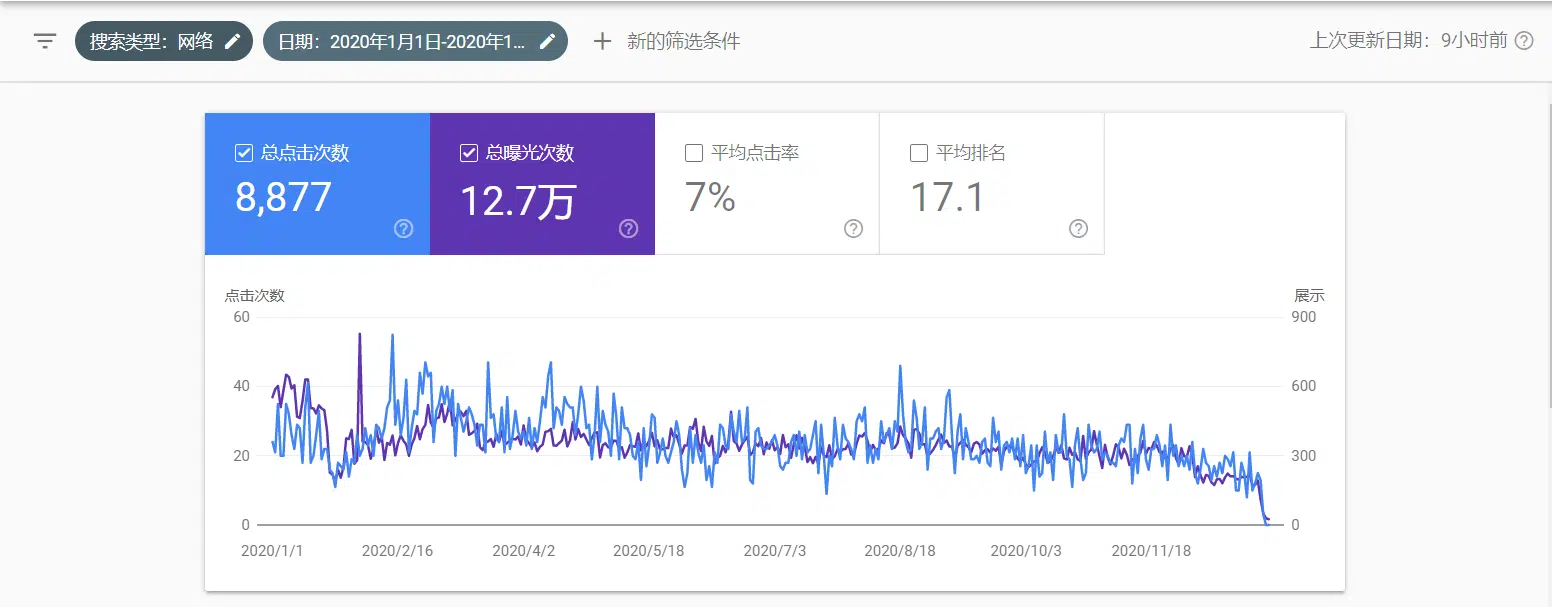 搜索类型：网络 日期：2020年1月1日-2020年1... 新的筛选条件 上次更新日期：9小时前
总点击次数 总曝光次数 平均点击率 平均排名
8,877 12.7万 7% 17.1
点击次数 展示
60 900
40 600
20 300
0 0
2020/1/1 2020/2/16 2020/4/2 2020/5/18 2020/7/3 2020/8/18 2020/10/3 2020/11/18